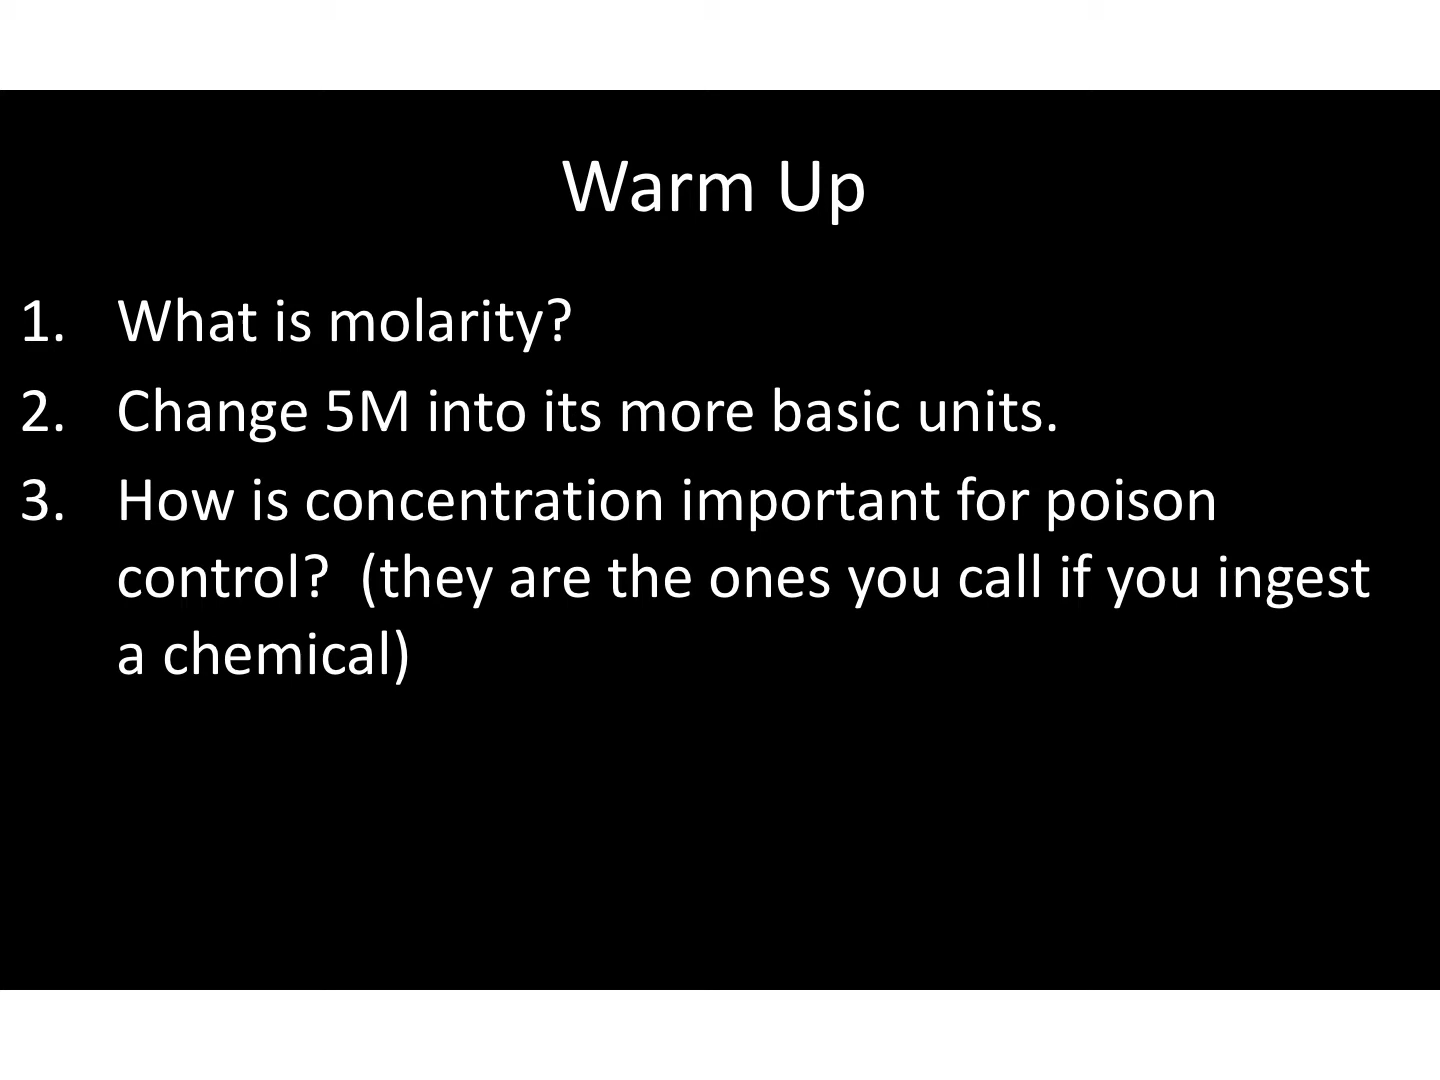 Warm Up
1. What is molarity?
2. Change 5M into its more basic units.
3. How is concentration important for poison
control?  (they are the ones you call if you ingest
a chemical)